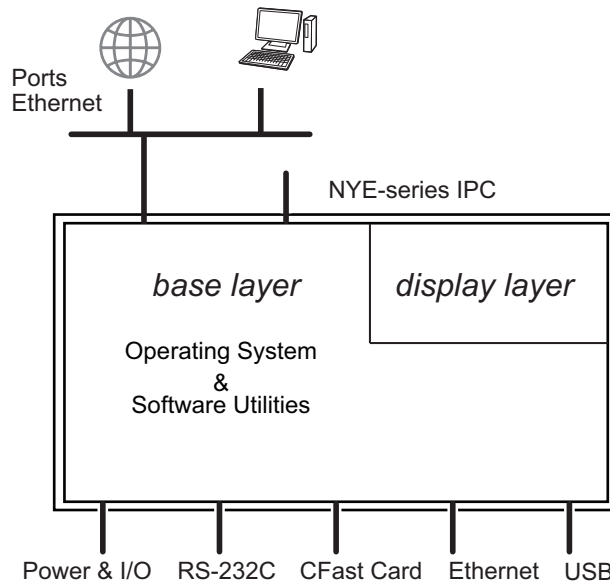 Ports
Ethernet
NYE-series IPC
base layer
display layer
Operating System
&
Software Utilities
Power & I/O RS-232C CFast Card Ethernet USB